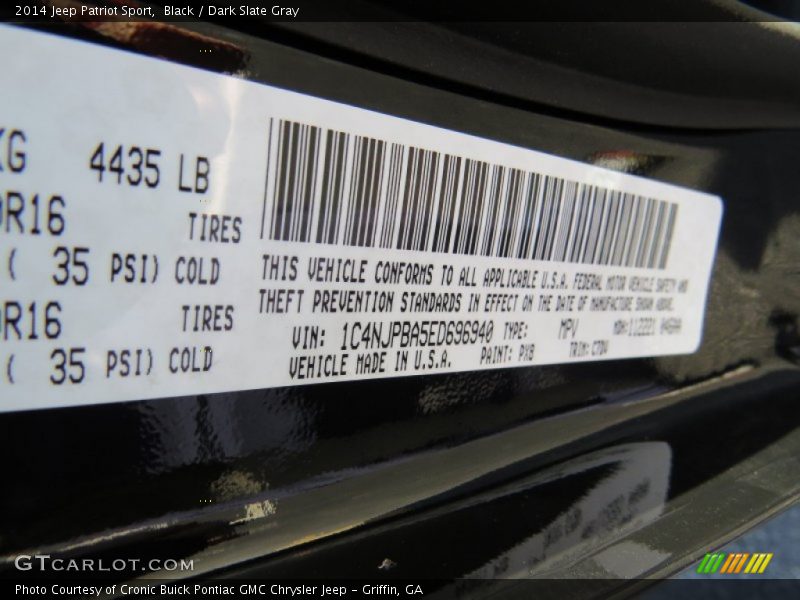 2014 Jeep Patriot Sport,  Black / Dark Slate Gray
KG 4435 LB
R16 TIRES
( 35 PSI) COLD
R16 TIRES
( 35 PSI) COLD
THIS VEHICLE CONFORMS TO ALL APPLICABLE U.S.A. FEDERAL MOTOR VEHICLE SAFETY AND
THEFT PREVENTION STANDARDS IN EFFECT ON THE DATE OF MANUFACTURE SHOWN ABOVE.
VIN: 1C4NJPBA5ED696940 TYPE: MPV MDH:
VEHICLE MADE IN U.S.A. PAINT: PX8 TRIM:
GTCARLOT.COM
Photo Courtesy of Cronic Buick Pontiac GMC Chrysler Jeep - Griffin, GA